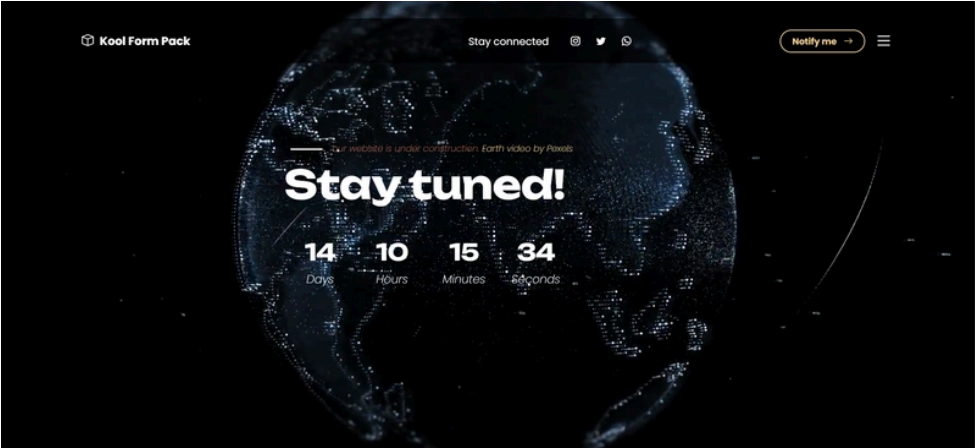 Kool Form Pack
Stay connected
Notify me →
Our website is under construction. Earth video by Pexels
Stay tuned!
14 10 15 34
Days Hours Minutes Seconds